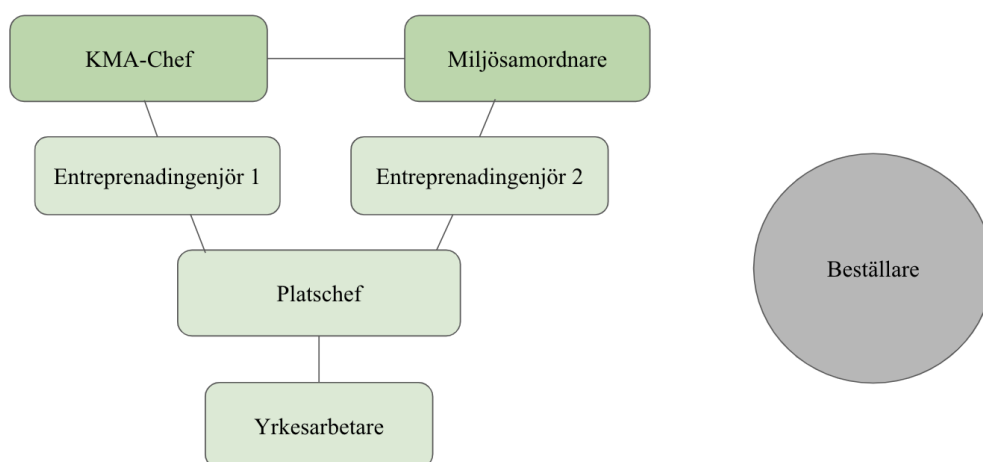 KMA-Chef
Miljösamordnare
Entreprenadingenjör 1
Entreprenadingenjör 2
Beställare
Platschef
Yrkesarbetare